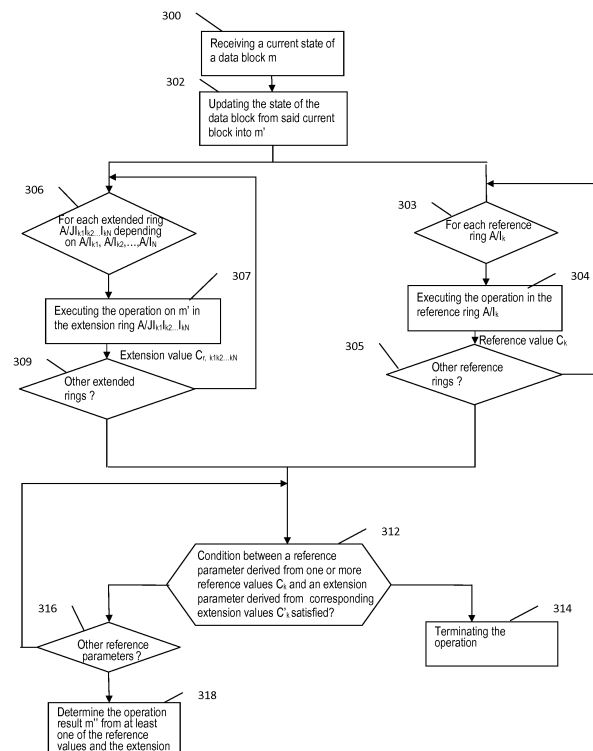 300
Receiving a current state of
a data block m
302
Updating the state of the
data block from said current
block into m'
306
For each extended ring
A/JIk1Ik2...IkN depending
on A/Ik1, A/Ik2,...,A/IN
303
For each reference
ring A/Ik
307
Executing the operation on m' in
the extension ring A/JIk1Ik2...IkN
304
Executing the operation in the
reference ring A/Ik
Extension value Cr, k1k2...kN
Reference value Ck
309
Other extended
rings ?
305
Other reference
rings ?
312
Condition between a reference
parameter derived from one or more
reference values Ck and an extension
parameter derived from corresponding
extension values C'k satisfied?
316
Other reference
parameters ?
314
Terminating the
operation
318
Determine the operation
result m'' from at least
one of the reference
values and the extension